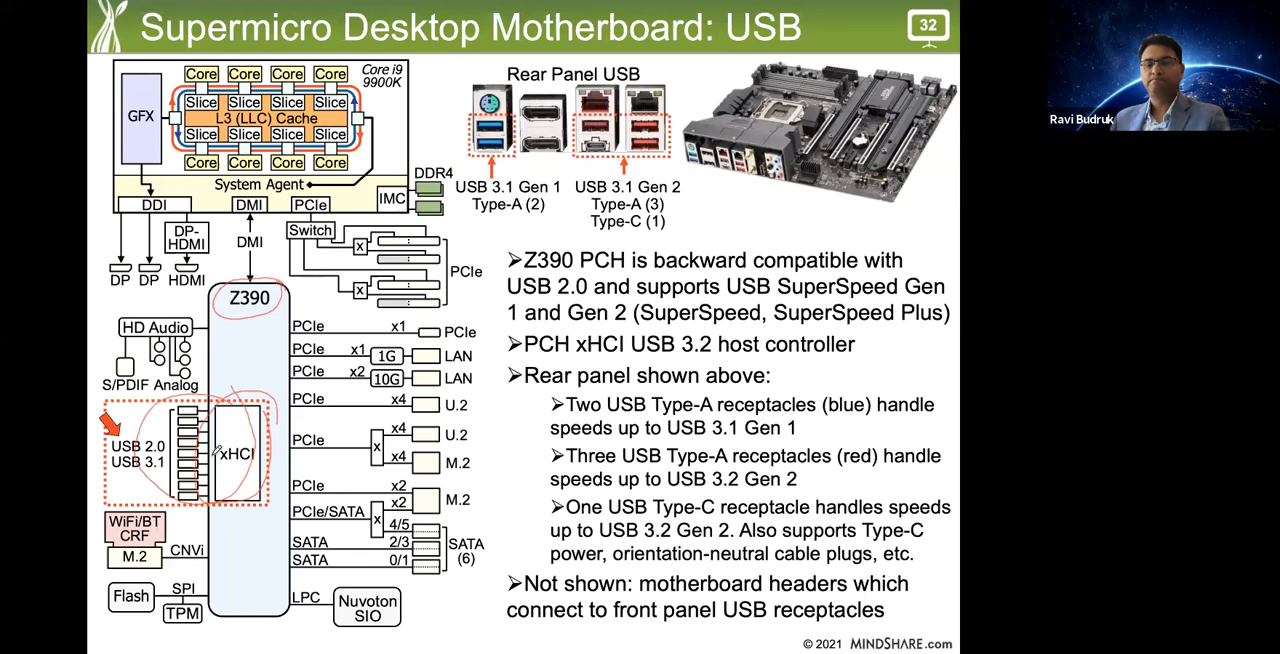 Supermicro Desktop Motherboard: USB
32
Core i9
9900K
Core Core Core Core
GFX
Slice Slice Slice Slice
L3 (LLC) Cache
Slice Slice Slice Slice
Core Core Core Core
System Agent
DDI
DMI
PCIe
IMC
DDR4
DP-
HDMI
DMI
Switch
x
x
PCIe
DP DP HDMI
Z390
HD Audio
S/PDIF Analog
USB 2.0
USB 3.1
xHCI
WiFi/BT
CRF
M.2
CNVi
Flash
SPI
TPM
PCIe x1 PCIe
PCIe x1 1G LAN
PCIe x2 10G LAN
PCIe x4 U.2
PCIe x x4 U.2
x4 M.2
PCIe x2 M.2
PCIe/SATA x x2
4/5
SATA 2/3 SATA
SATA 0/1 (6)
LPC
Nuvoton
SIO
Rear Panel USB
USB 3.1 Gen 1
Type-A (2)
USB 3.1 Gen 2
Type-A (3)
Type-C (1)
➢Z390 PCH is backward compatible with
USB 2.0 and supports USB SuperSpeed Gen
1 and Gen 2 (SuperSpeed, SuperSpeed Plus)
➢PCH xHCI USB 3.2 host controller
➢Rear panel shown above:
➢Two USB Type-A receptacles (blue) handle
speeds up to USB 3.1 Gen 1
➢Three USB Type-A receptacles (red) handle
speeds up to USB 3.2 Gen 2
➢One USB Type-C receptacle handles speeds
up to USB 3.2 Gen 2. Also supports Type-C
power, orientation-neutral cable plugs, etc.
➢Not shown: motherboard headers which
connect to front panel USB receptacles
© 2021 MINDSHARE.com
Ravi Budruk